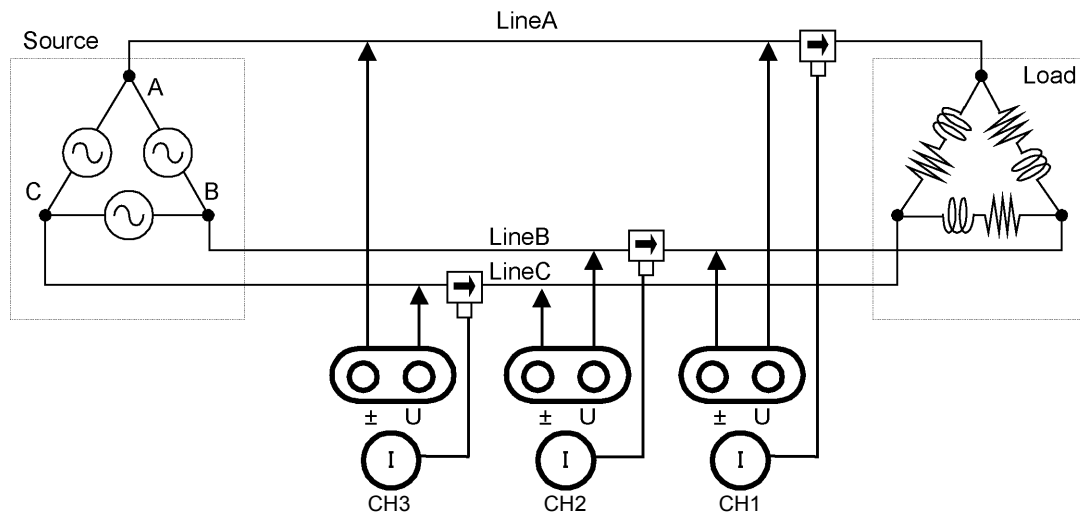 LineA
Source
Load
A
C
B
LineB
LineC
± U
± U
± U
I
I
I
CH3
CH2
CH1